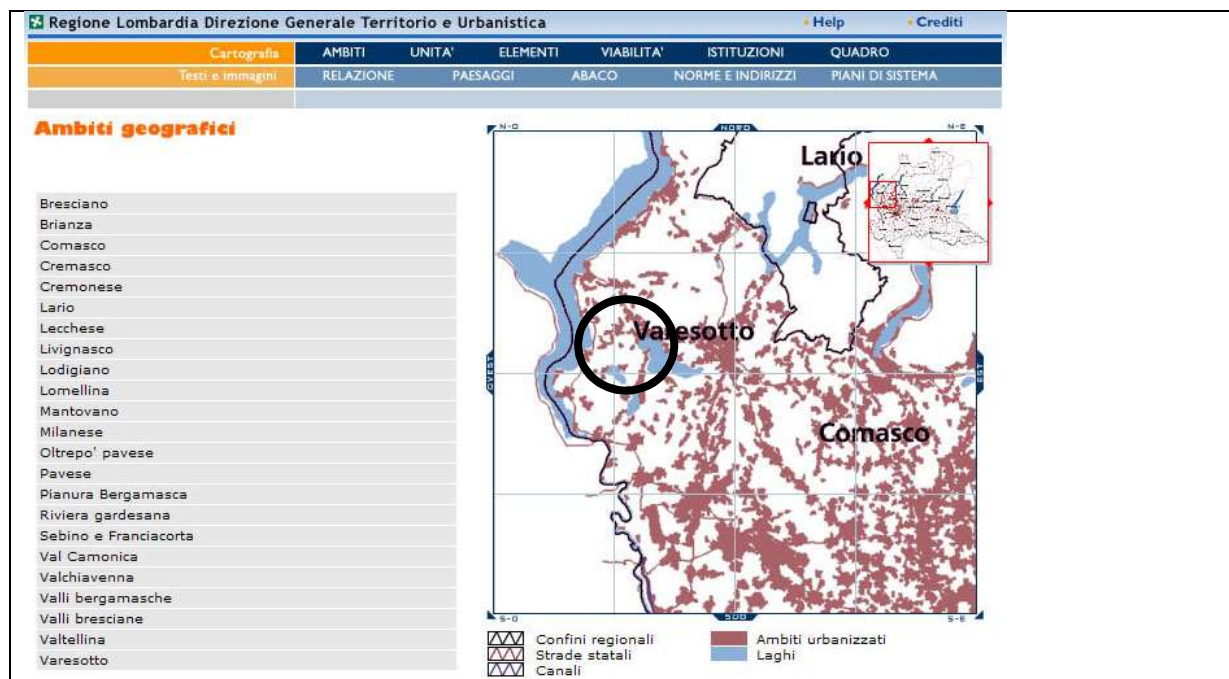 Regione Lombardia Direzione Generale Territorio e Urbanistica Help Crediti
Cartografia AMBITI UNITA' ELEMENTI VIABILITA' ISTITUZIONI QUADRO
Testi e immagini RELAZIONE PAESAGGI ABACO NORME E INDIRIZZI PIANI DI SISTEMA
Ambiti geografici
Bresciano
Brianza
Comasco
Cremasco
Cremonese
Lario
Lecchese
Livignasco
Lodigiano
Lomellina
Mantovano
Milanese
Oltrepo' pavese
Pavese
Pianura Bergamasca
Riviera gardesana
Sebino e Franciacorta
Val Camonica
Valchiavenna
Valli bergamasche
Valli bresciane
Valtellina
Varesotto
N-O NORD N-E
Lario
Varesotto
OVEST EST
Comasco
S-O SUD S-E
Confini regionali Ambiti urbanizzati
Strade statali Laghi
Canali